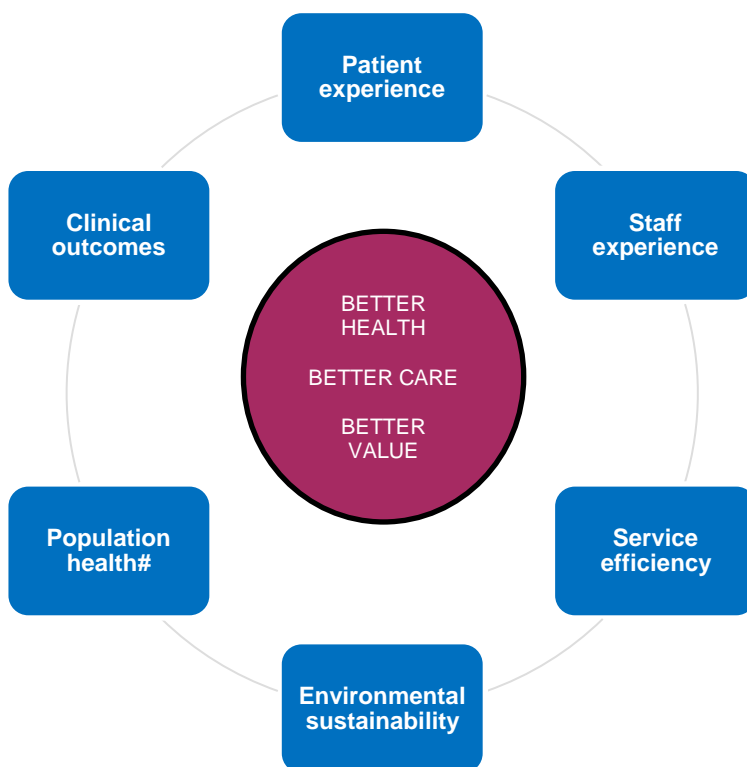 Patient
experience
Clinical
outcomes
Staff
experience
BETTER
HEALTH
BETTER CARE
BETTER
VALUE
Population
health#
Service
efficiency
Environmental
sustainability